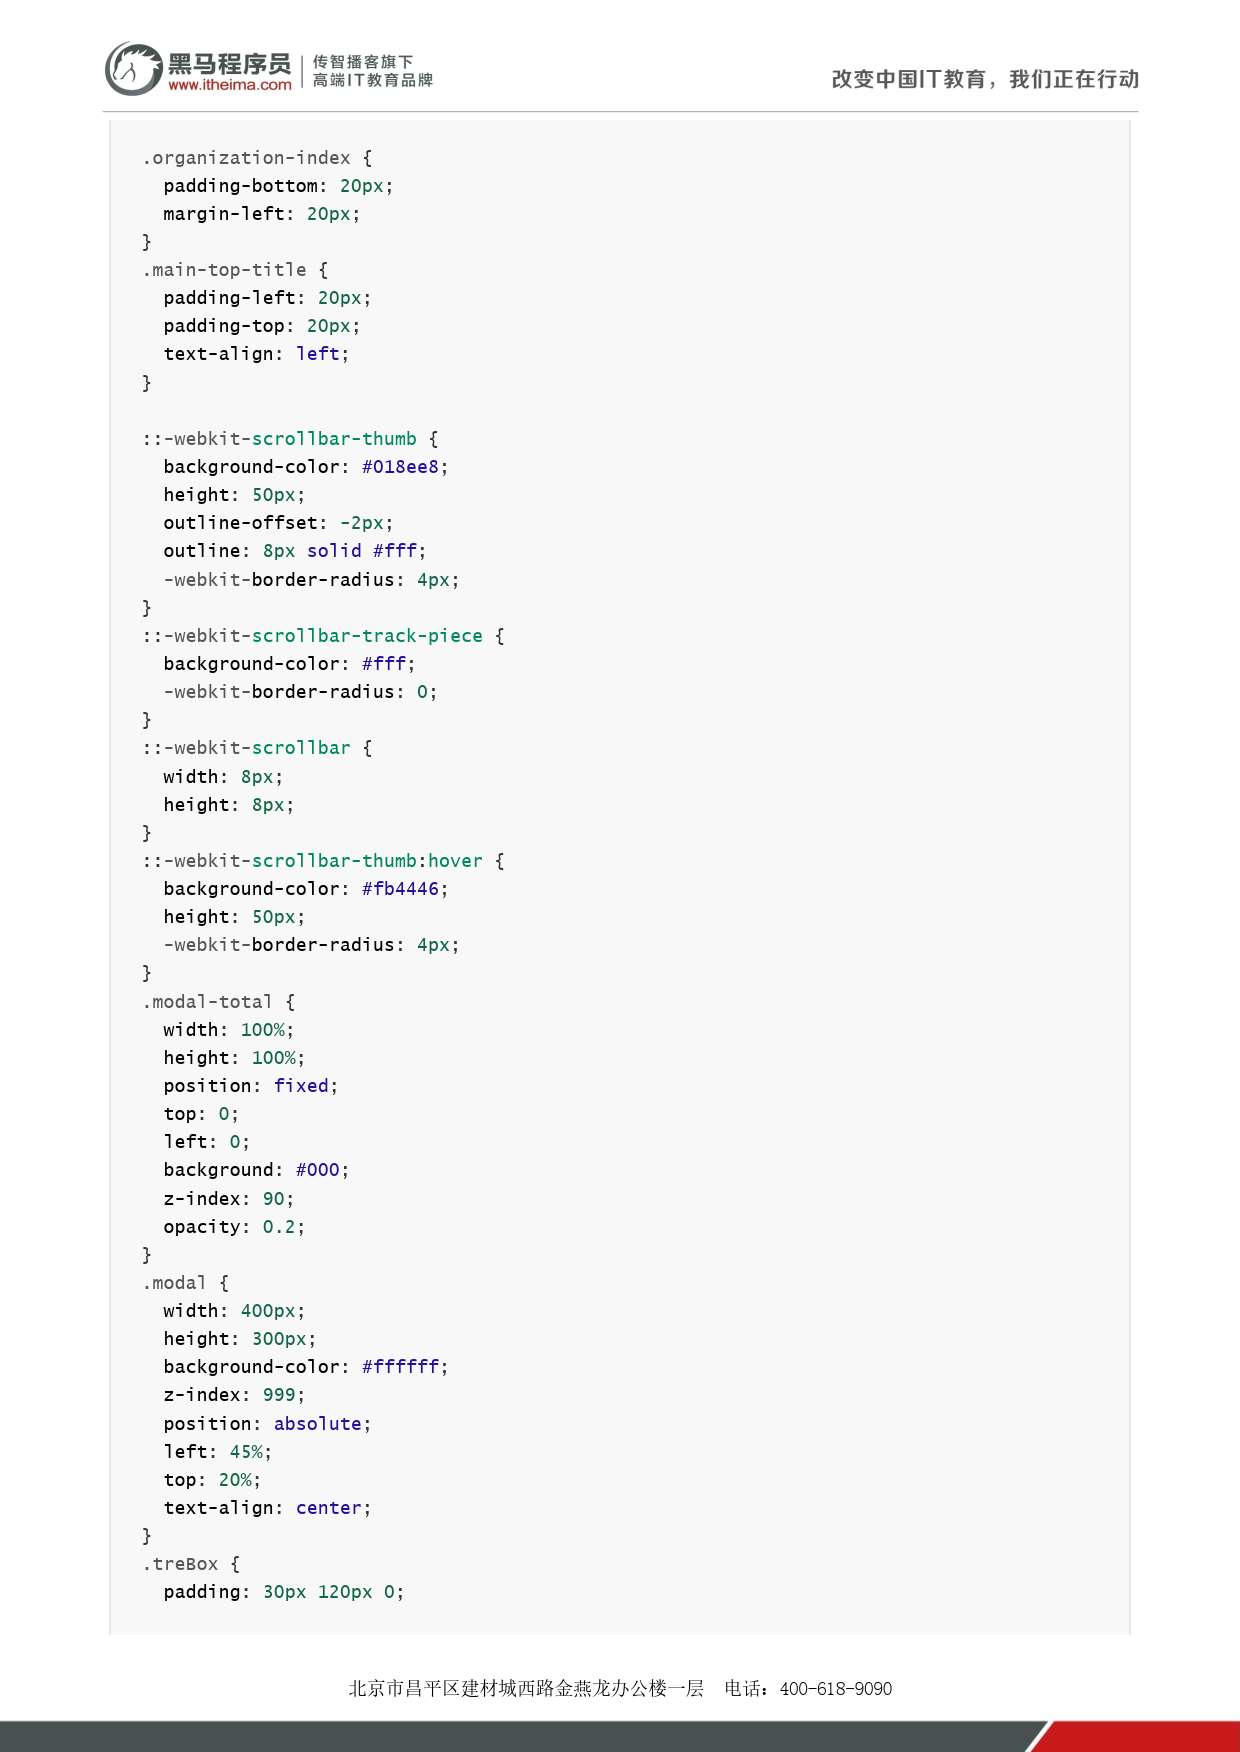 黑马程序员
www.itheima.com
传智播客旗下
高端IT教育品牌
改变中国IT教育，我们正在行动
.organization-index {
  padding-bottom: 20px;
  margin-left: 20px;
}
.main-top-title {
  padding-left: 20px;
  padding-top: 20px;
  text-align: left;
}

::-webkit-scrollbar-thumb {
  background-color: #018ee8;
  height: 50px;
  outline-offset: -2px;
  outline: 8px solid #fff;
  -webkit-border-radius: 4px;
}
::-webkit-scrollbar-track-piece {
  background-color: #fff;
  -webkit-border-radius: 0;
}
::-webkit-scrollbar {
  width: 8px;
  height: 8px;
}
::-webkit-scrollbar-thumb:hover {
  background-color: #fb4446;
  height: 50px;
  -webkit-border-radius: 4px;
}
.modal-total {
  width: 100%;
  height: 100%;
  position: fixed;
  top: 0;
  left: 0;
  background: #000;
  z-index: 90;
  opacity: 0.2;
}
.modal {
  width: 400px;
  height: 300px;
  background-color: #ffffff;
  z-index: 999;
  position: absolute;
  left: 45%;
  top: 20%;
  text-align: center;
}
.treBox {
  padding: 30px 120px 0;
北京市昌平区建材城西路金燕龙办公楼一层 电话：400-618-9090